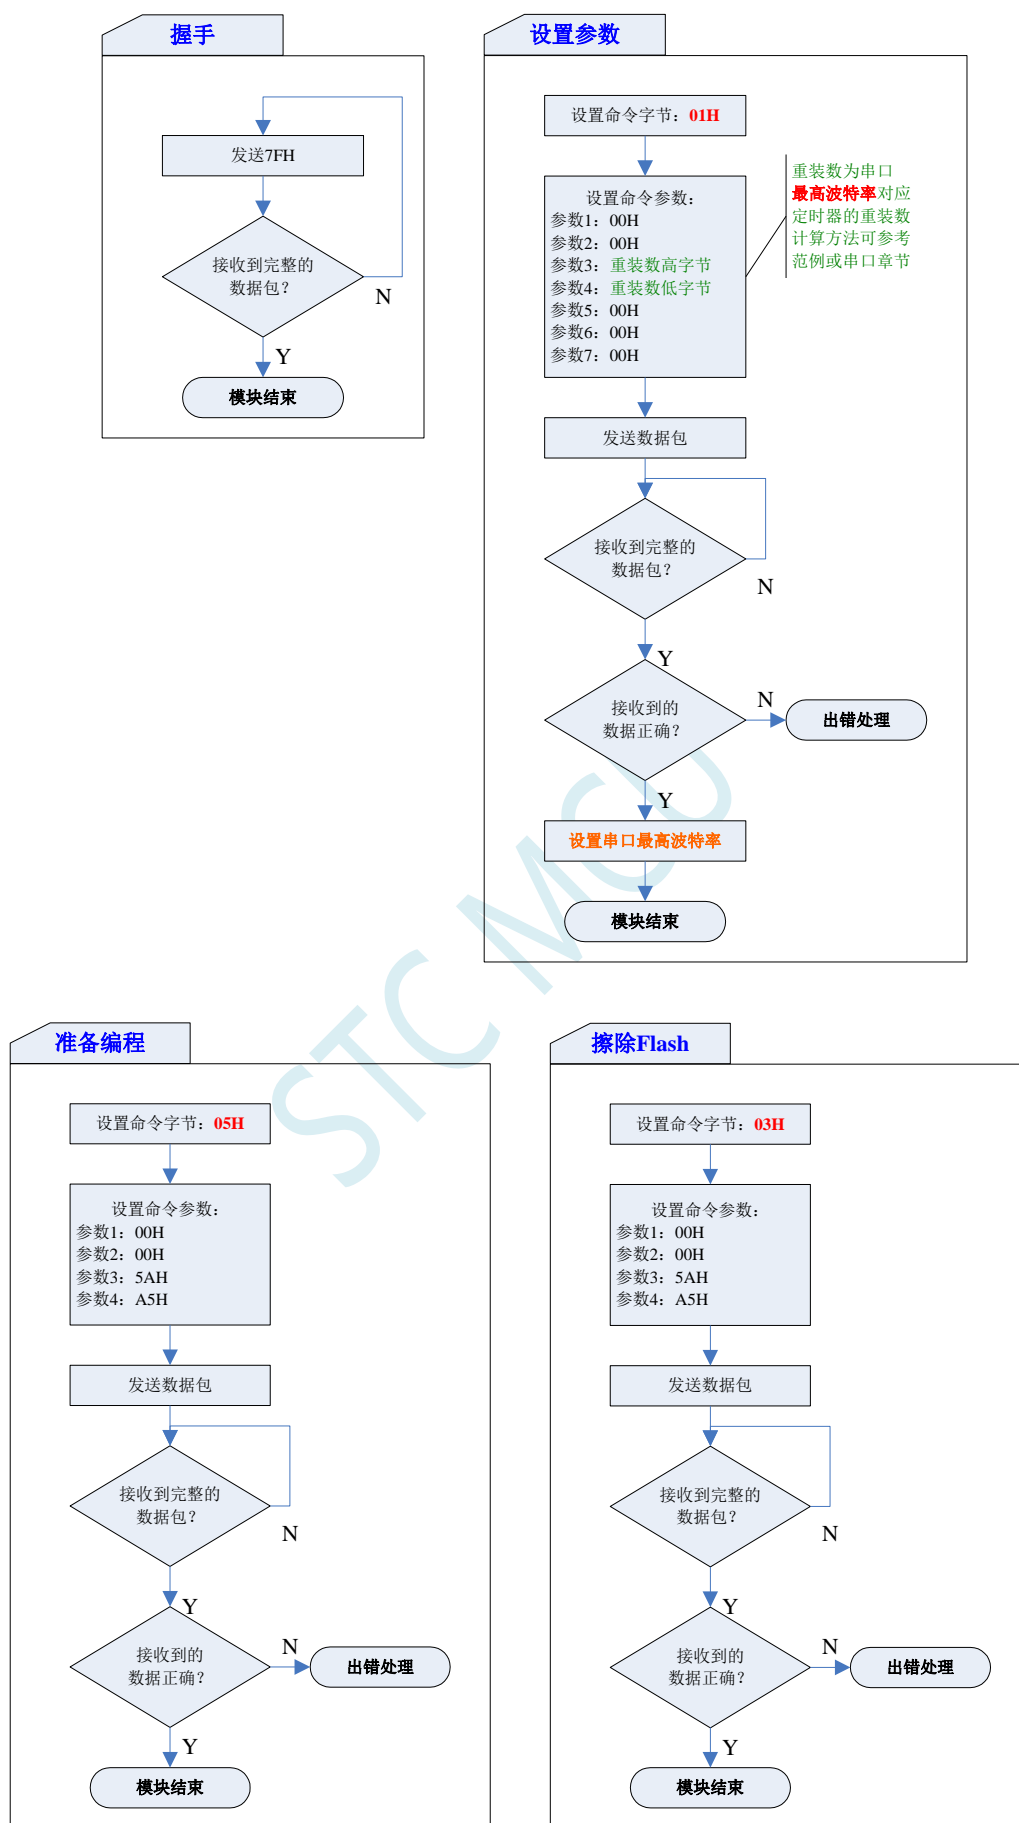 握手
发送7FH
接收到完整的
数据包？
N
Y
模块结束
设置参数
设置命令字节：01H
设置命令参数：
参数1：00H
参数2：00H
参数3：重装数高字节
参数4：重装数低字节
参数5：00H
参数6：00H
参数7：00H
重装数为串口
最高波特率对应
定时器的重装数
计算方法可参考
范例或串口章节
发送数据包
接收到完整的
数据包？
N
Y
接收到的
数据正确？
N
出错处理
Y
设置串口最高波特率
模块结束
STC MCU
准备编程
设置命令字节：05H
设置命令参数：
参数1：00H
参数2：00H
参数3：5AH
参数4：A5H
发送数据包
接收到完整的
数据包？
N
Y
接收到的
数据正确？
N
出错处理
Y
模块结束
擦除Flash
设置命令字节：03H
设置命令参数：
参数1：00H
参数2：00H
参数3：5AH
参数4：A5H
发送数据包
接收到完整的
数据包？
N
Y
接收到的
数据正确？
N
出错处理
Y
模块结束